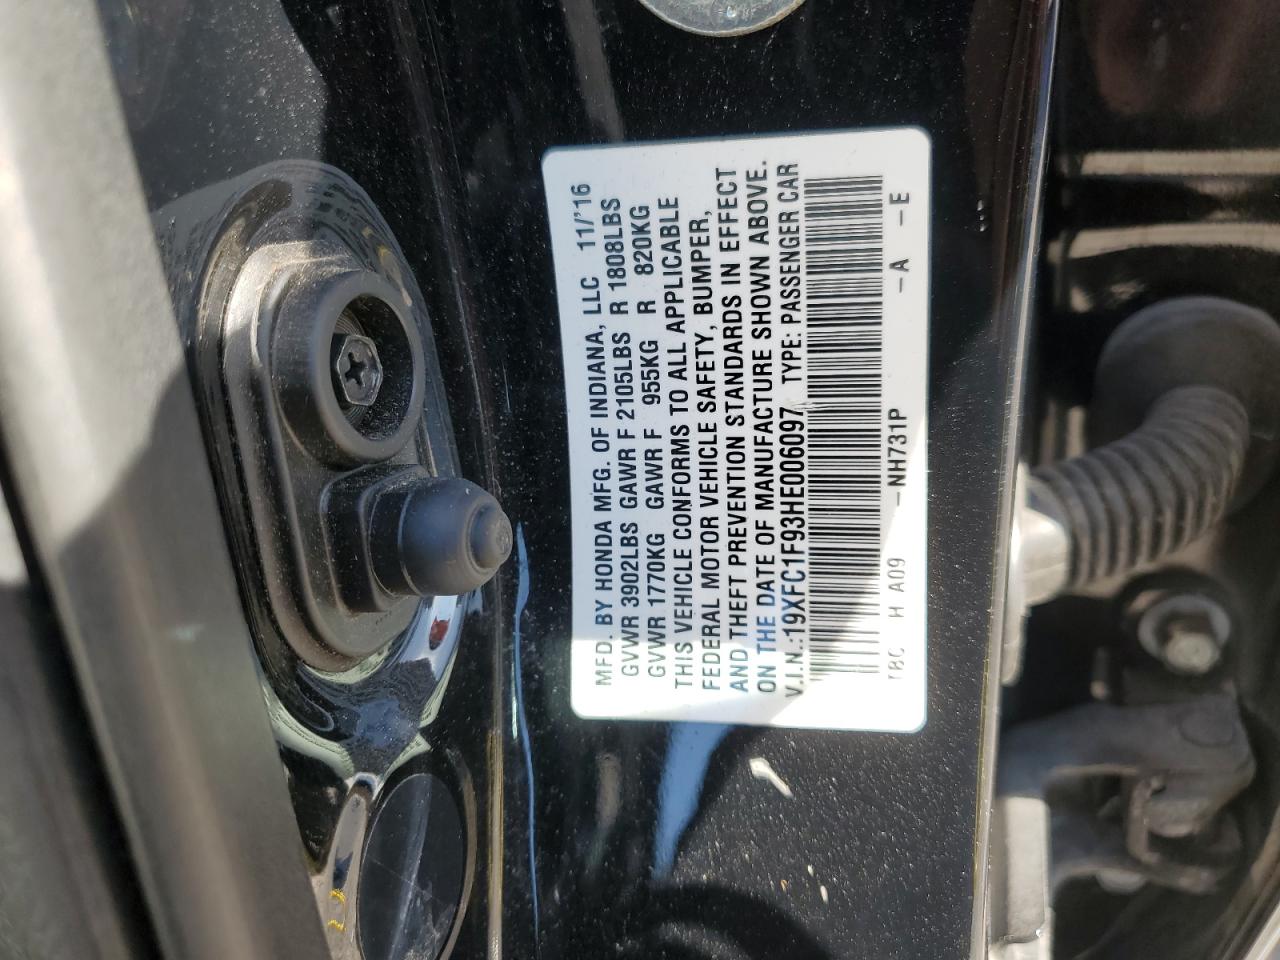 MFD. BY HONDA MFG. OF INDIANA, LLC 11/'16
GVWR 3902LBS GAWR F 2105LBS R 1808LBS
GVWR 1770KG GAWR F 955KG R 820KG
THIS VEHICLE CONFORMS TO ALL APPLICABLE
FEDERAL MOTOR VEHICLE SAFETY, BUMPER,
AND THEFT PREVENTION STANDARDS IN EFFECT
ON THE DATE OF MANUFACTURE SHOWN ABOVE.
V.I.N.:19XFC1F93HE006097 TYPE: PASSENGER CAR
TBC H A09 -NH731P -A -E